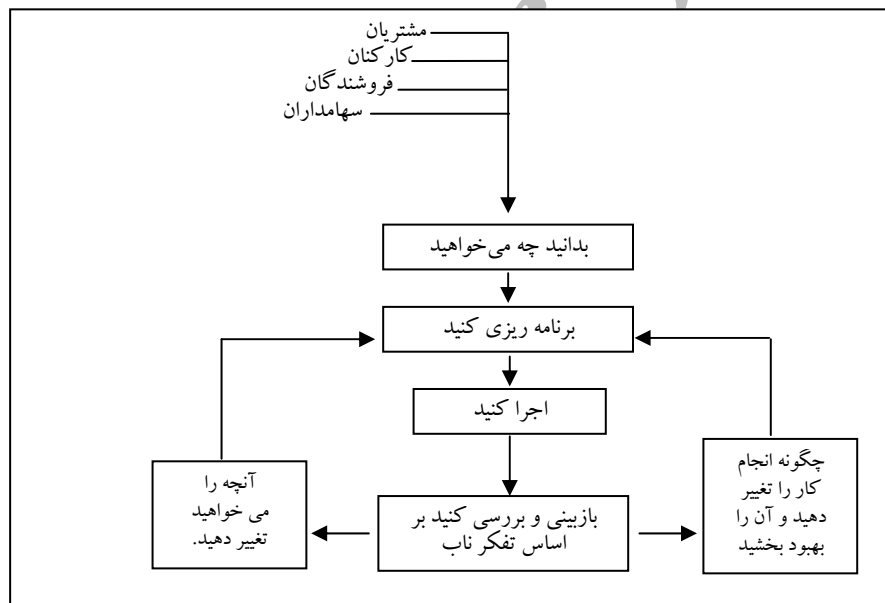 مشتریان
کارکنان
فروشندگان
سهامداران
بدانید چه می‌خواهید
برنامه ریزی کنید
اجرا کنید
چگونه انجام
کار را تغییر
دهید و آن را
بهبود بخشید
بازبینی و بررسی کنید بر
اساس تفکر ناب
آنچه را
می خواهید
تغییر دهید.